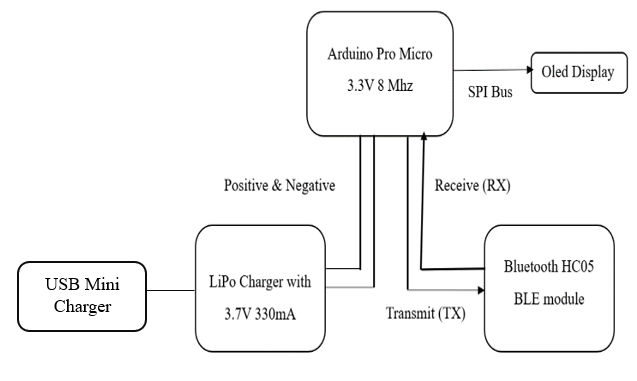 Arduino Pro Micro
3.3V 8 Mhz
Oled Display
SPI Bus
Positive & Negative
Receive (RX)
USB Mini
Charger
LiPo Charger with
3.7V 330mA
Transmit (TX)
Bluetooth HC05
BLE module